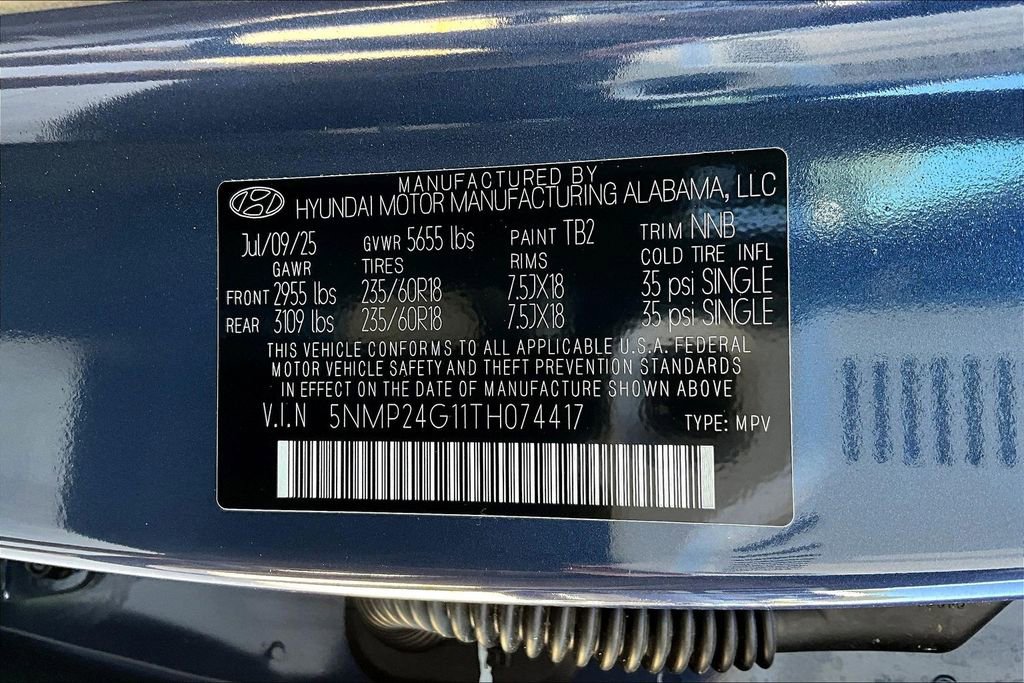 MANUFACTURED BY
HYUNDAI MOTOR MANUFACTURING ALABAMA, LLC
Jul/09/25 GVWR 5655 lbs PAINT TB2 TRIM NNB
GAWR TIRES RIMS COLD TIRE INFL
FRONT 2955 lbs 235/60R18 7.5JX18 35 psi SINGLE
REAR 3109 lbs 235/60R18 7.5JX18 35 psi SINGLE
THIS VEHICLE CONFORMS TO ALL APPLICABLE U.S.A. FEDERAL
MOTOR VEHICLE SAFETY AND THEFT PREVENTION STANDARDS
IN EFFECT ON THE DATE OF MANUFACTURE SHOWN ABOVE
V.I.N 5NMP24G11TH074417 TYPE: MPV